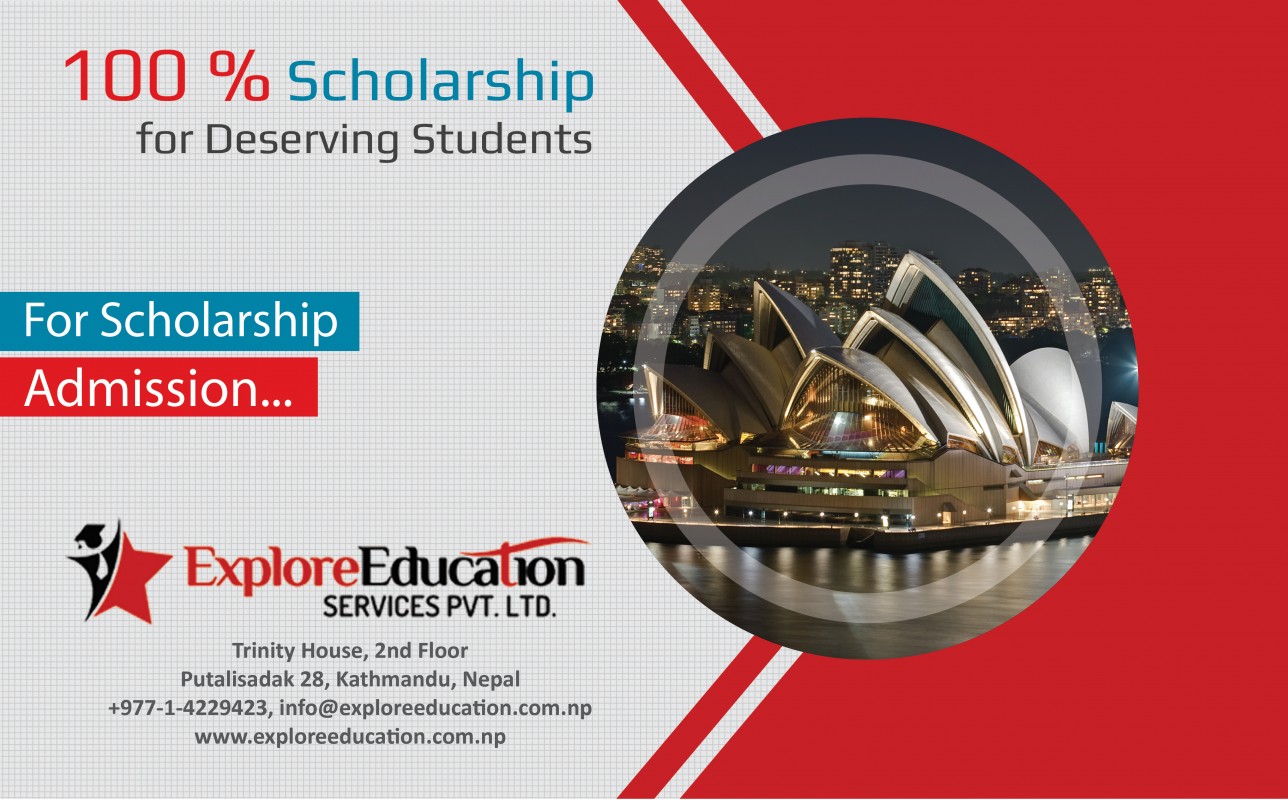 100 % Scholarship
for Deserving Students
For Scholarship
Admission...
ExploreEducation
SERVICES PVT. LTD.
Trinity House, 2nd Floor
Putalisadak 28, Kathmandu, Nepal
+977-1-4229423, info@exploreeducation.com.np
www.exploreeducation.com.np